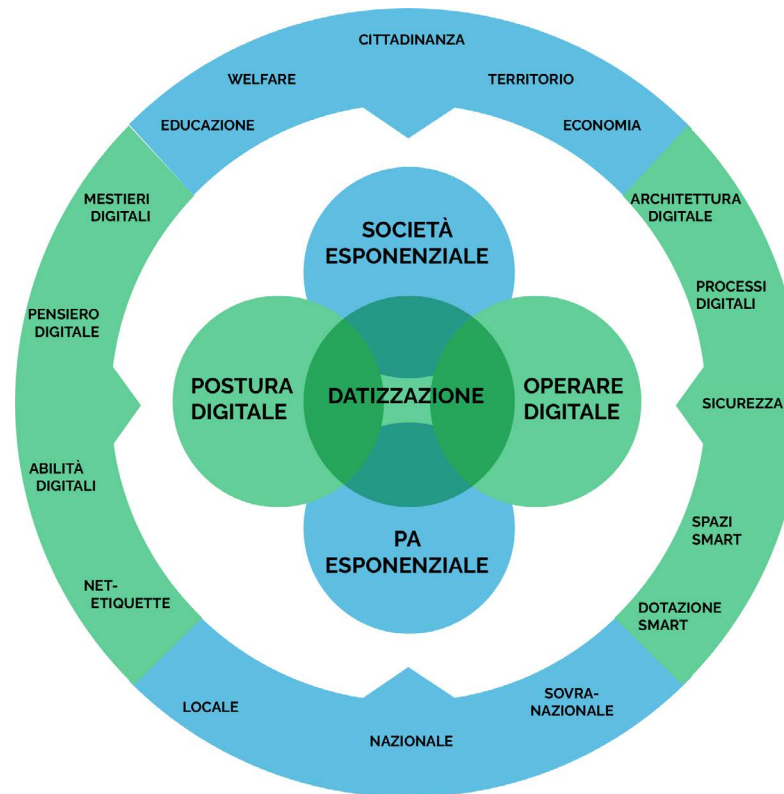 CITTADINANZA
WELFARE
TERRITORIO
EDUCAZIONE
ECONOMIA
MESTIERI
DIGITALI
ARCHITETTURA
DIGITALE
SOCIETÀ
ESPONENZIALE
PENSIERO
DIGITALE
PROCESSI
DIGITALI
POSTURA
DIGITALE
DATIZZAZIONE
OPERARE
DIGITALE
SICUREZZA
ABILITÀ
DIGITALI
SPAZI
SMART
PA
ESPONENZIALE
NET-
ETIQUETTE
DOTAZIONE
SMART
LOCALE
SOVRA-
NAZIONALE
NAZIONALE